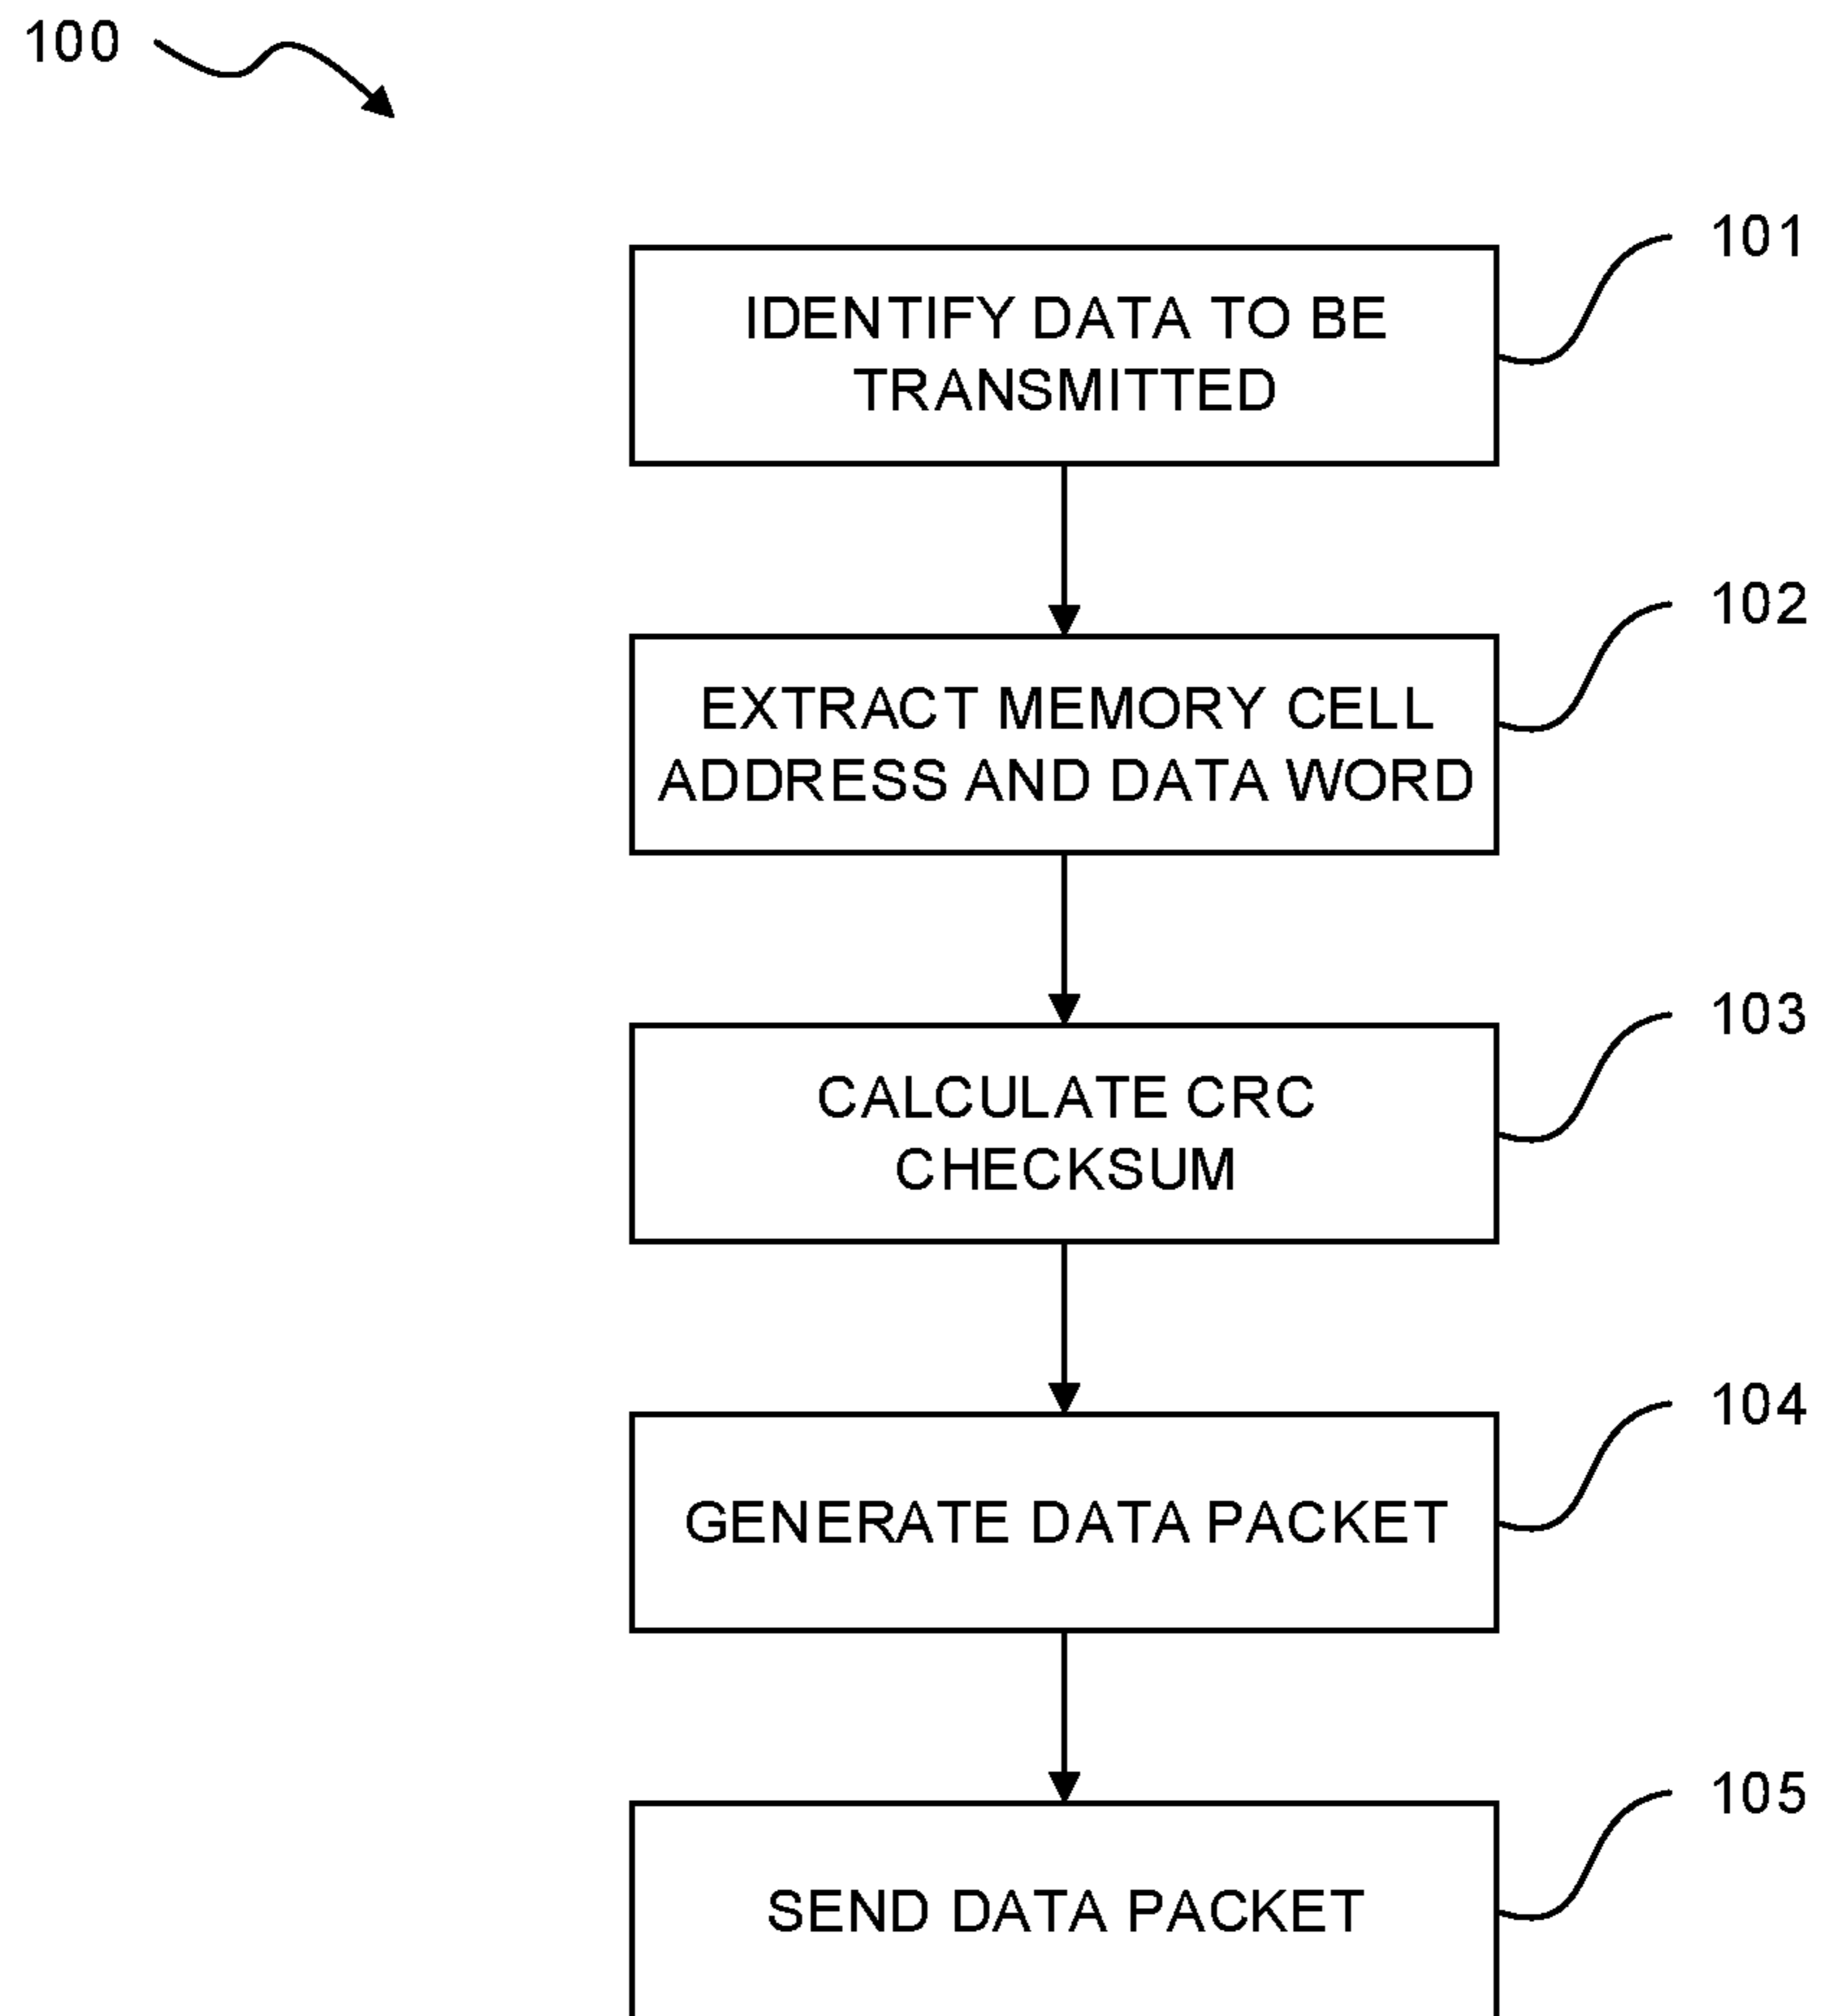 100
101
IDENTIFY DATA TO BE
TRANSMITTED
102
EXTRACT MEMORY CELL
ADDRESS AND DATA WORD
103
CALCULATE CRC
CHECKSUM
104
GENERATE DATA PACKET
105
SEND DATA PACKET